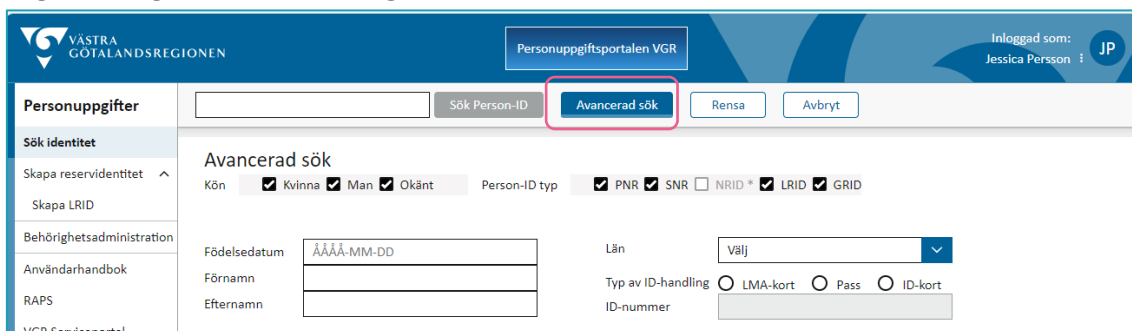 VÄSTRA
GÖTALANDSREGIONEN
Personuppgiftsportalen VGR
Inloggad som:
Jessica Persson
JP
Personuppgifter
Sök Person-ID
Avancerad sök
Rensa
Avbryt
Sök identitet
Skapa reservidentitet
Skapa LRID
Behörighetsadministration
Användarhandbok
RAPS
VGR Serviceportal
Avancerad sök
Kön Kvinna Man Okänt Person-ID typ PNR SNR NRID * LRID GRID
Födelsedatum ÅÅÅÅ-MM-DD Län Välj
Förnamn Typ av ID-handling LMA-kort Pass ID-kort
Efternamn ID-nummer